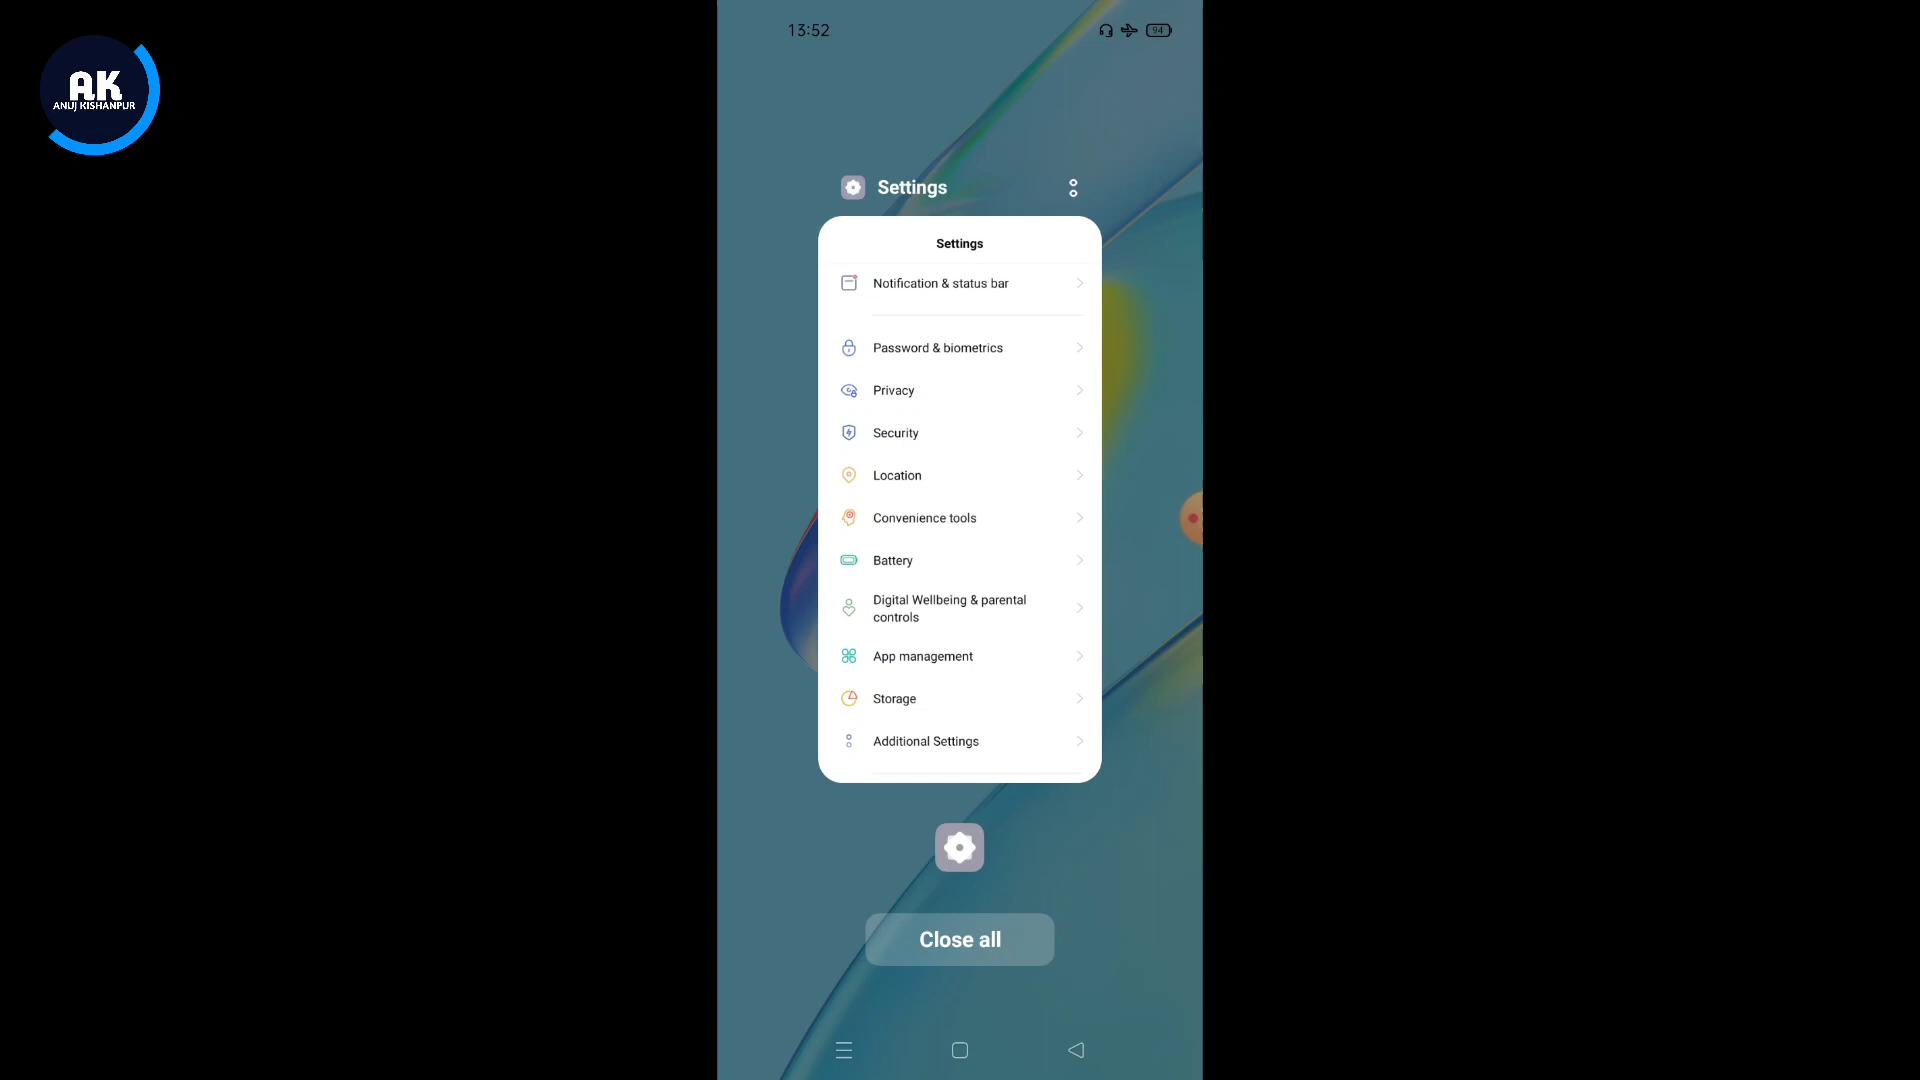 13:52
94
AK
ANUJ KISHANPUR
Settings
Settings
Notification & status bar
Password & biometrics
Privacy
Security
Location
Convenience tools
Battery
Digital Wellbeing & parental
controls
App management
Storage
Additional Settings
Close all